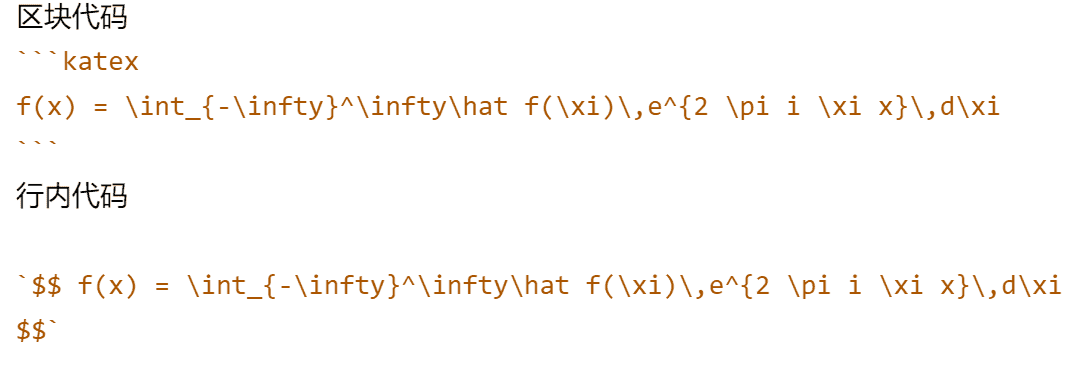 区块代码
```katex
f(x) = \int_{-\infty}^\infty\hat f(\xi)\,e^{2 \pi i \xi x}\,d\xi
```
行内代码
`$$ f(x) = \int_{-\infty}^\infty\hat f(\xi)\,e^{2 \pi i \xi x}\,d\xi
$$`